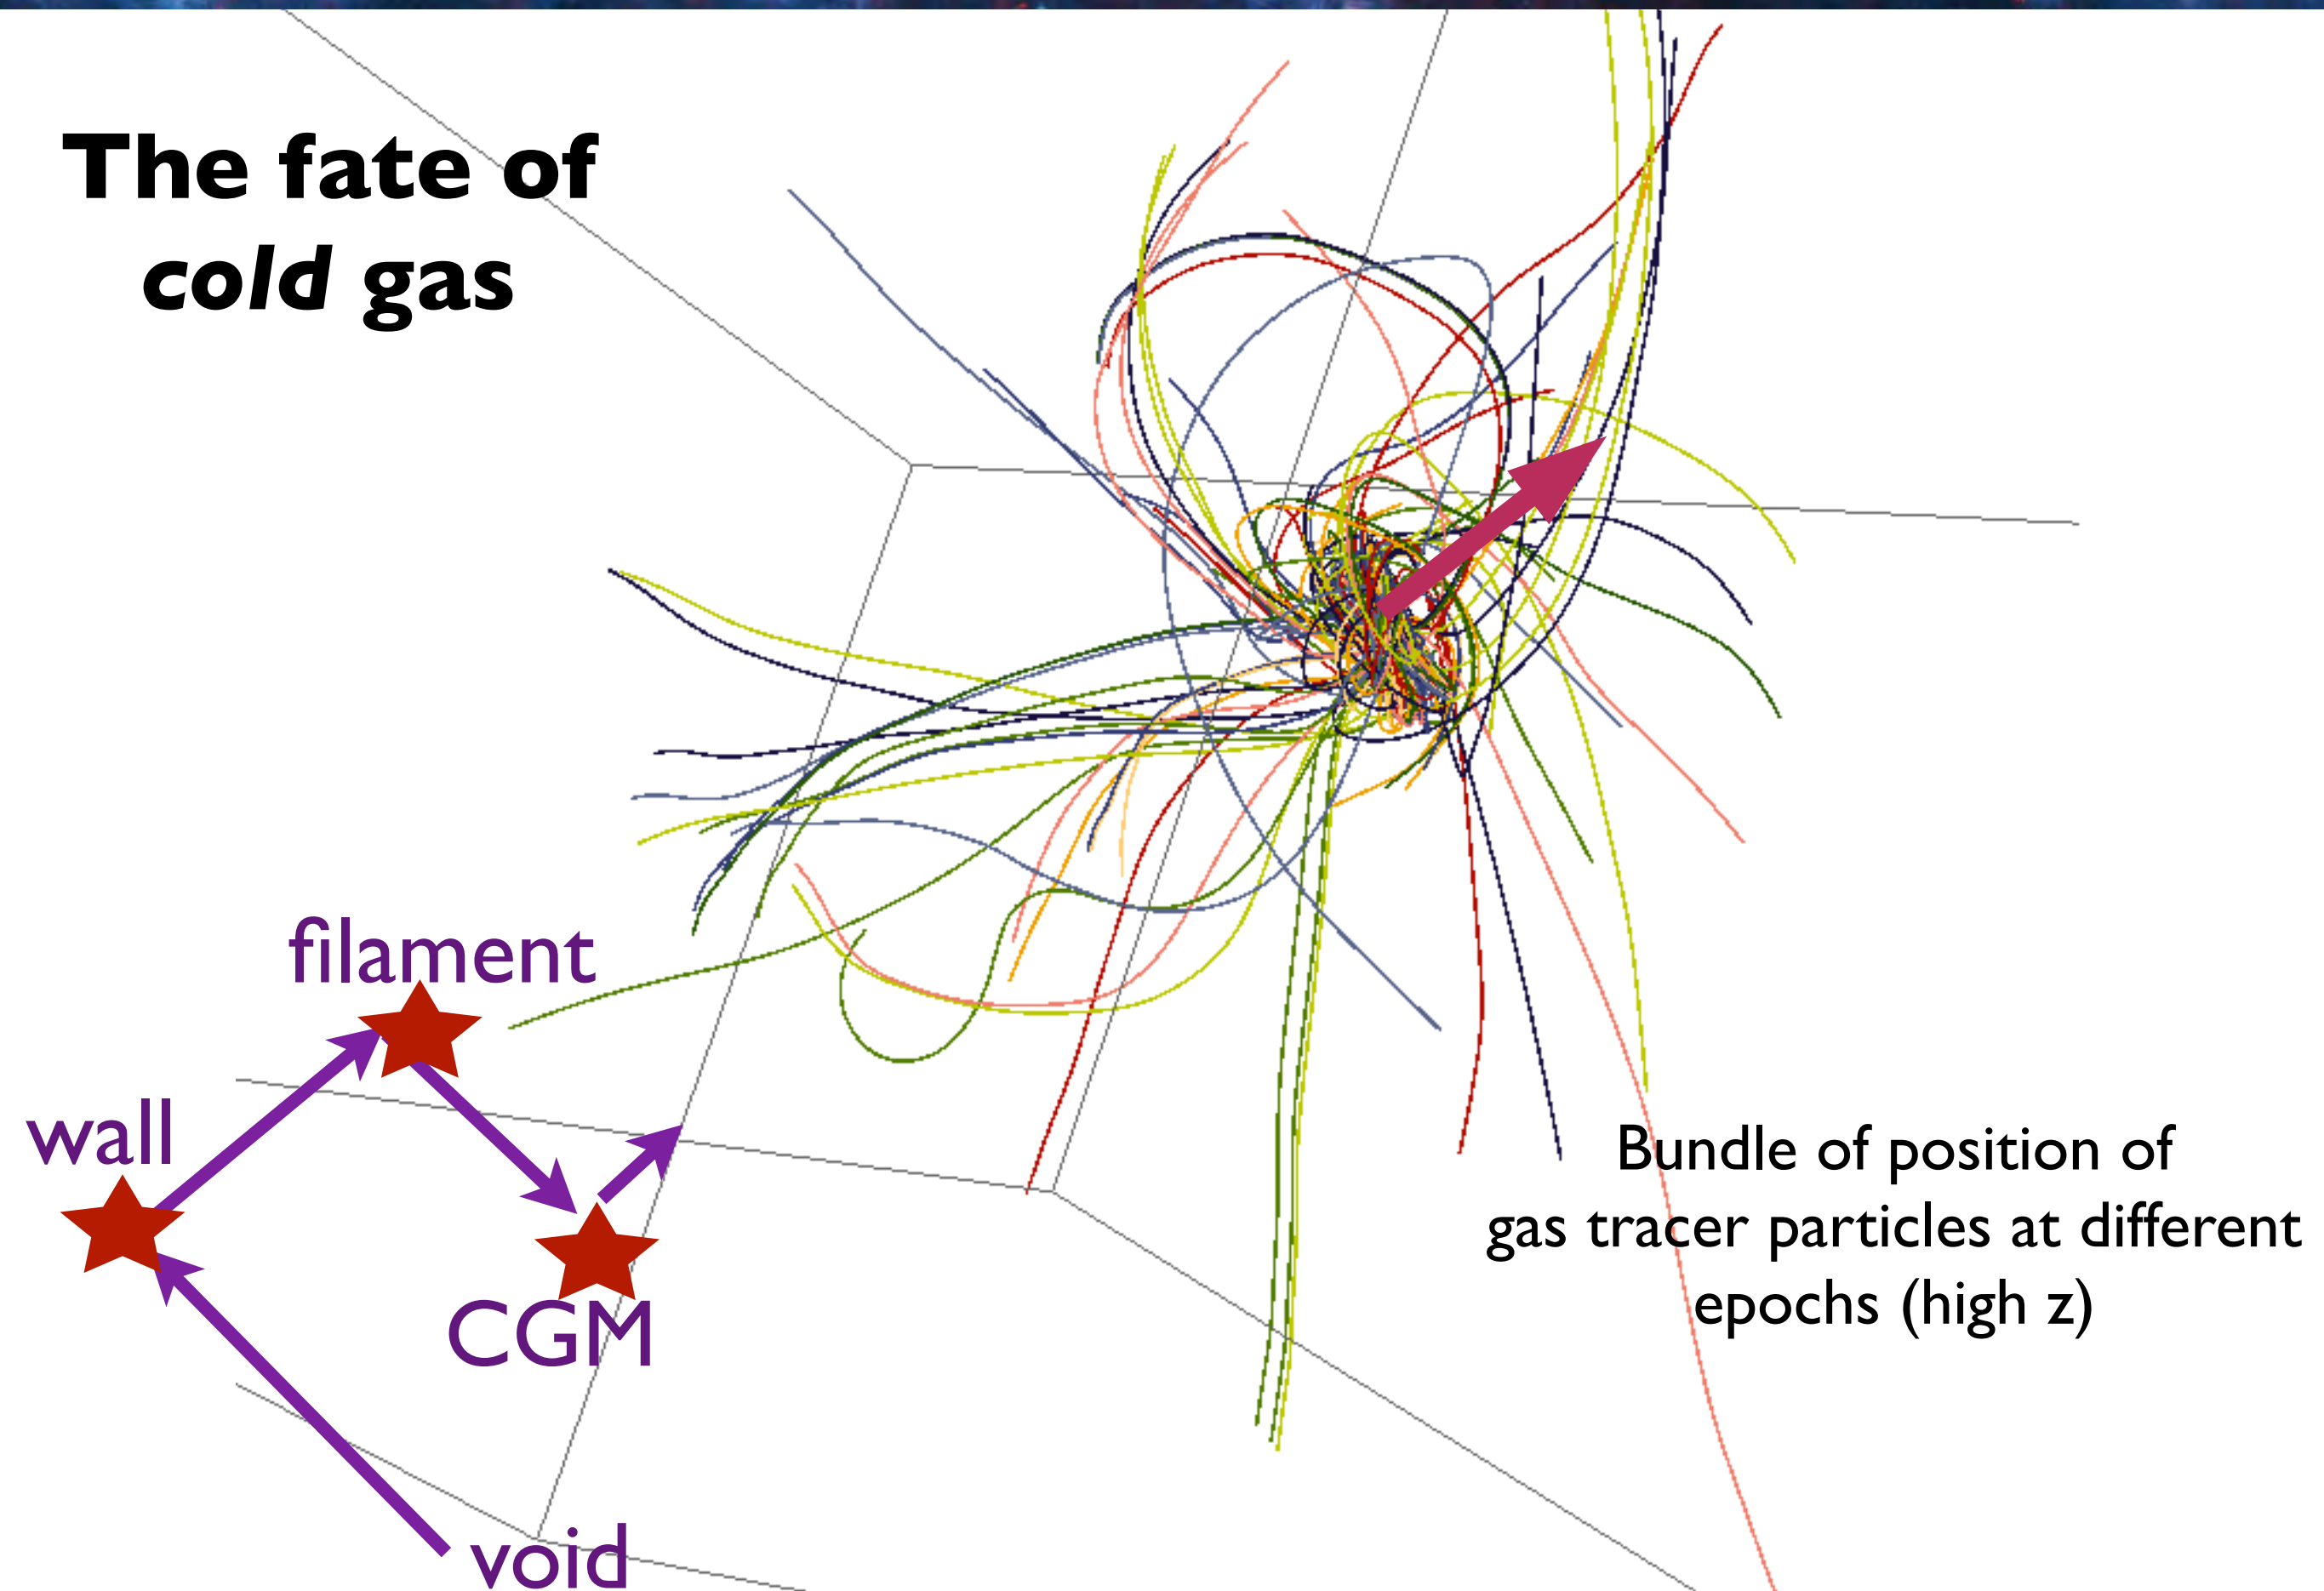 The fate of
cold gas
filament
wall
CGM
void
Bundle of position of
gas tracer particles at different
epochs (high z)